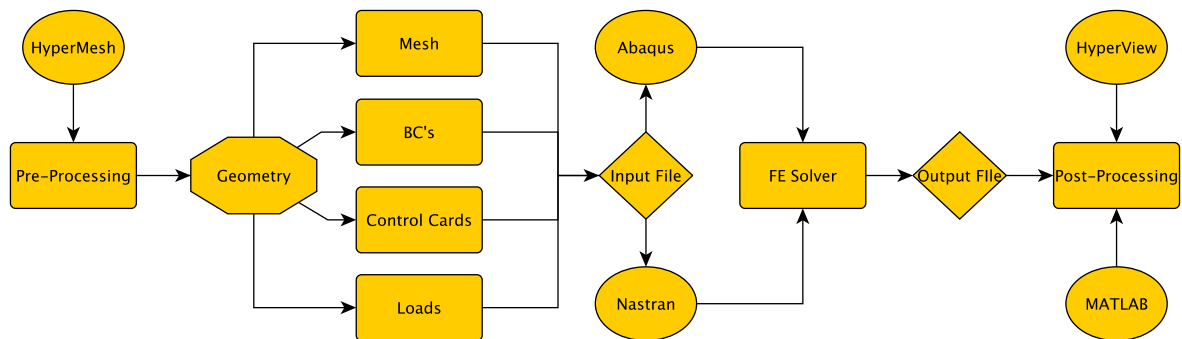 HyperMesh
Pre-Processing
Geometry
Mesh
BC's
Control Cards
Loads
Input File
Abaqus
Nastran
FE Solver
Output FIle
HyperView
Post-Processing
MATLAB